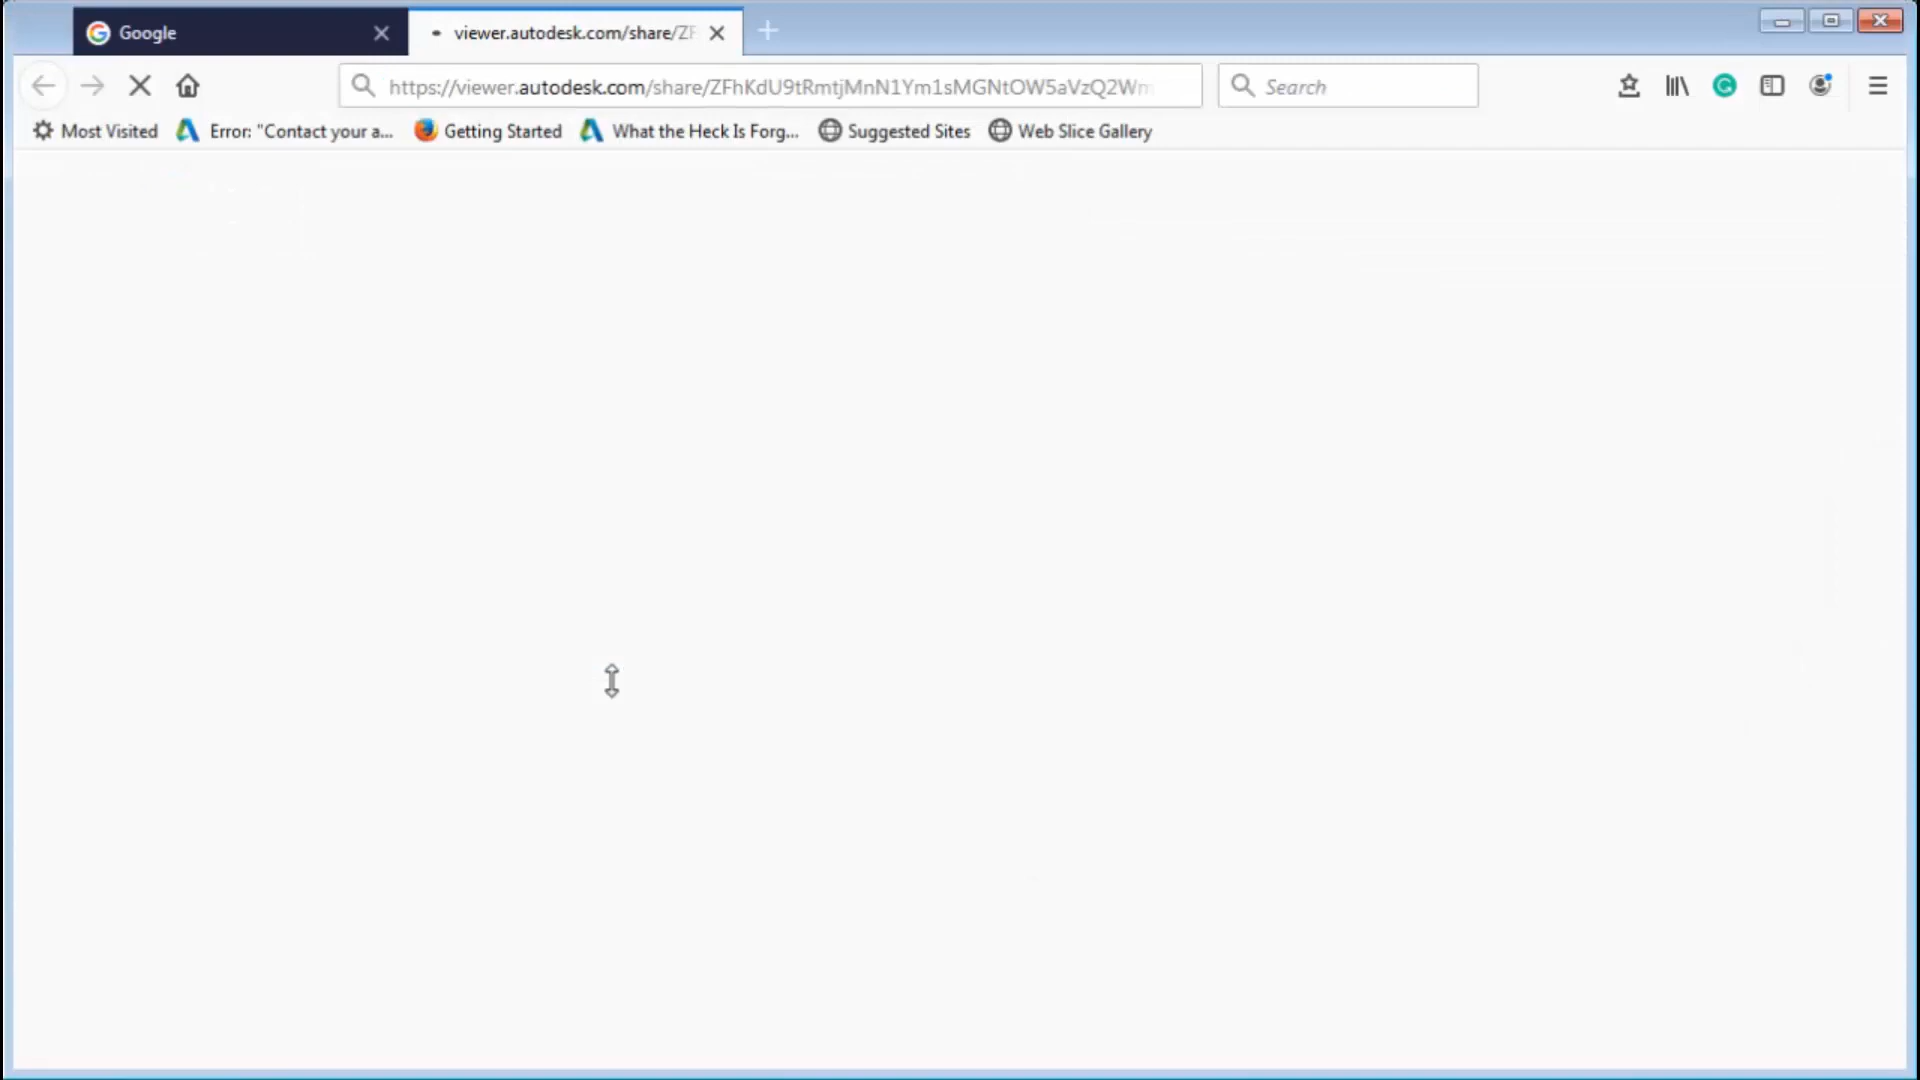 Google
viewer.autodesk.com/share/ZF
https://viewer.autodesk.com/share/ZFhKdU9tRmtjMnN1Ym1sMGNtOW5aVzQ2Wm
Search
Most Visited
Error: "Contact your a...
Getting Started
What the Heck Is Forg...
Suggested Sites
Web Slice Gallery